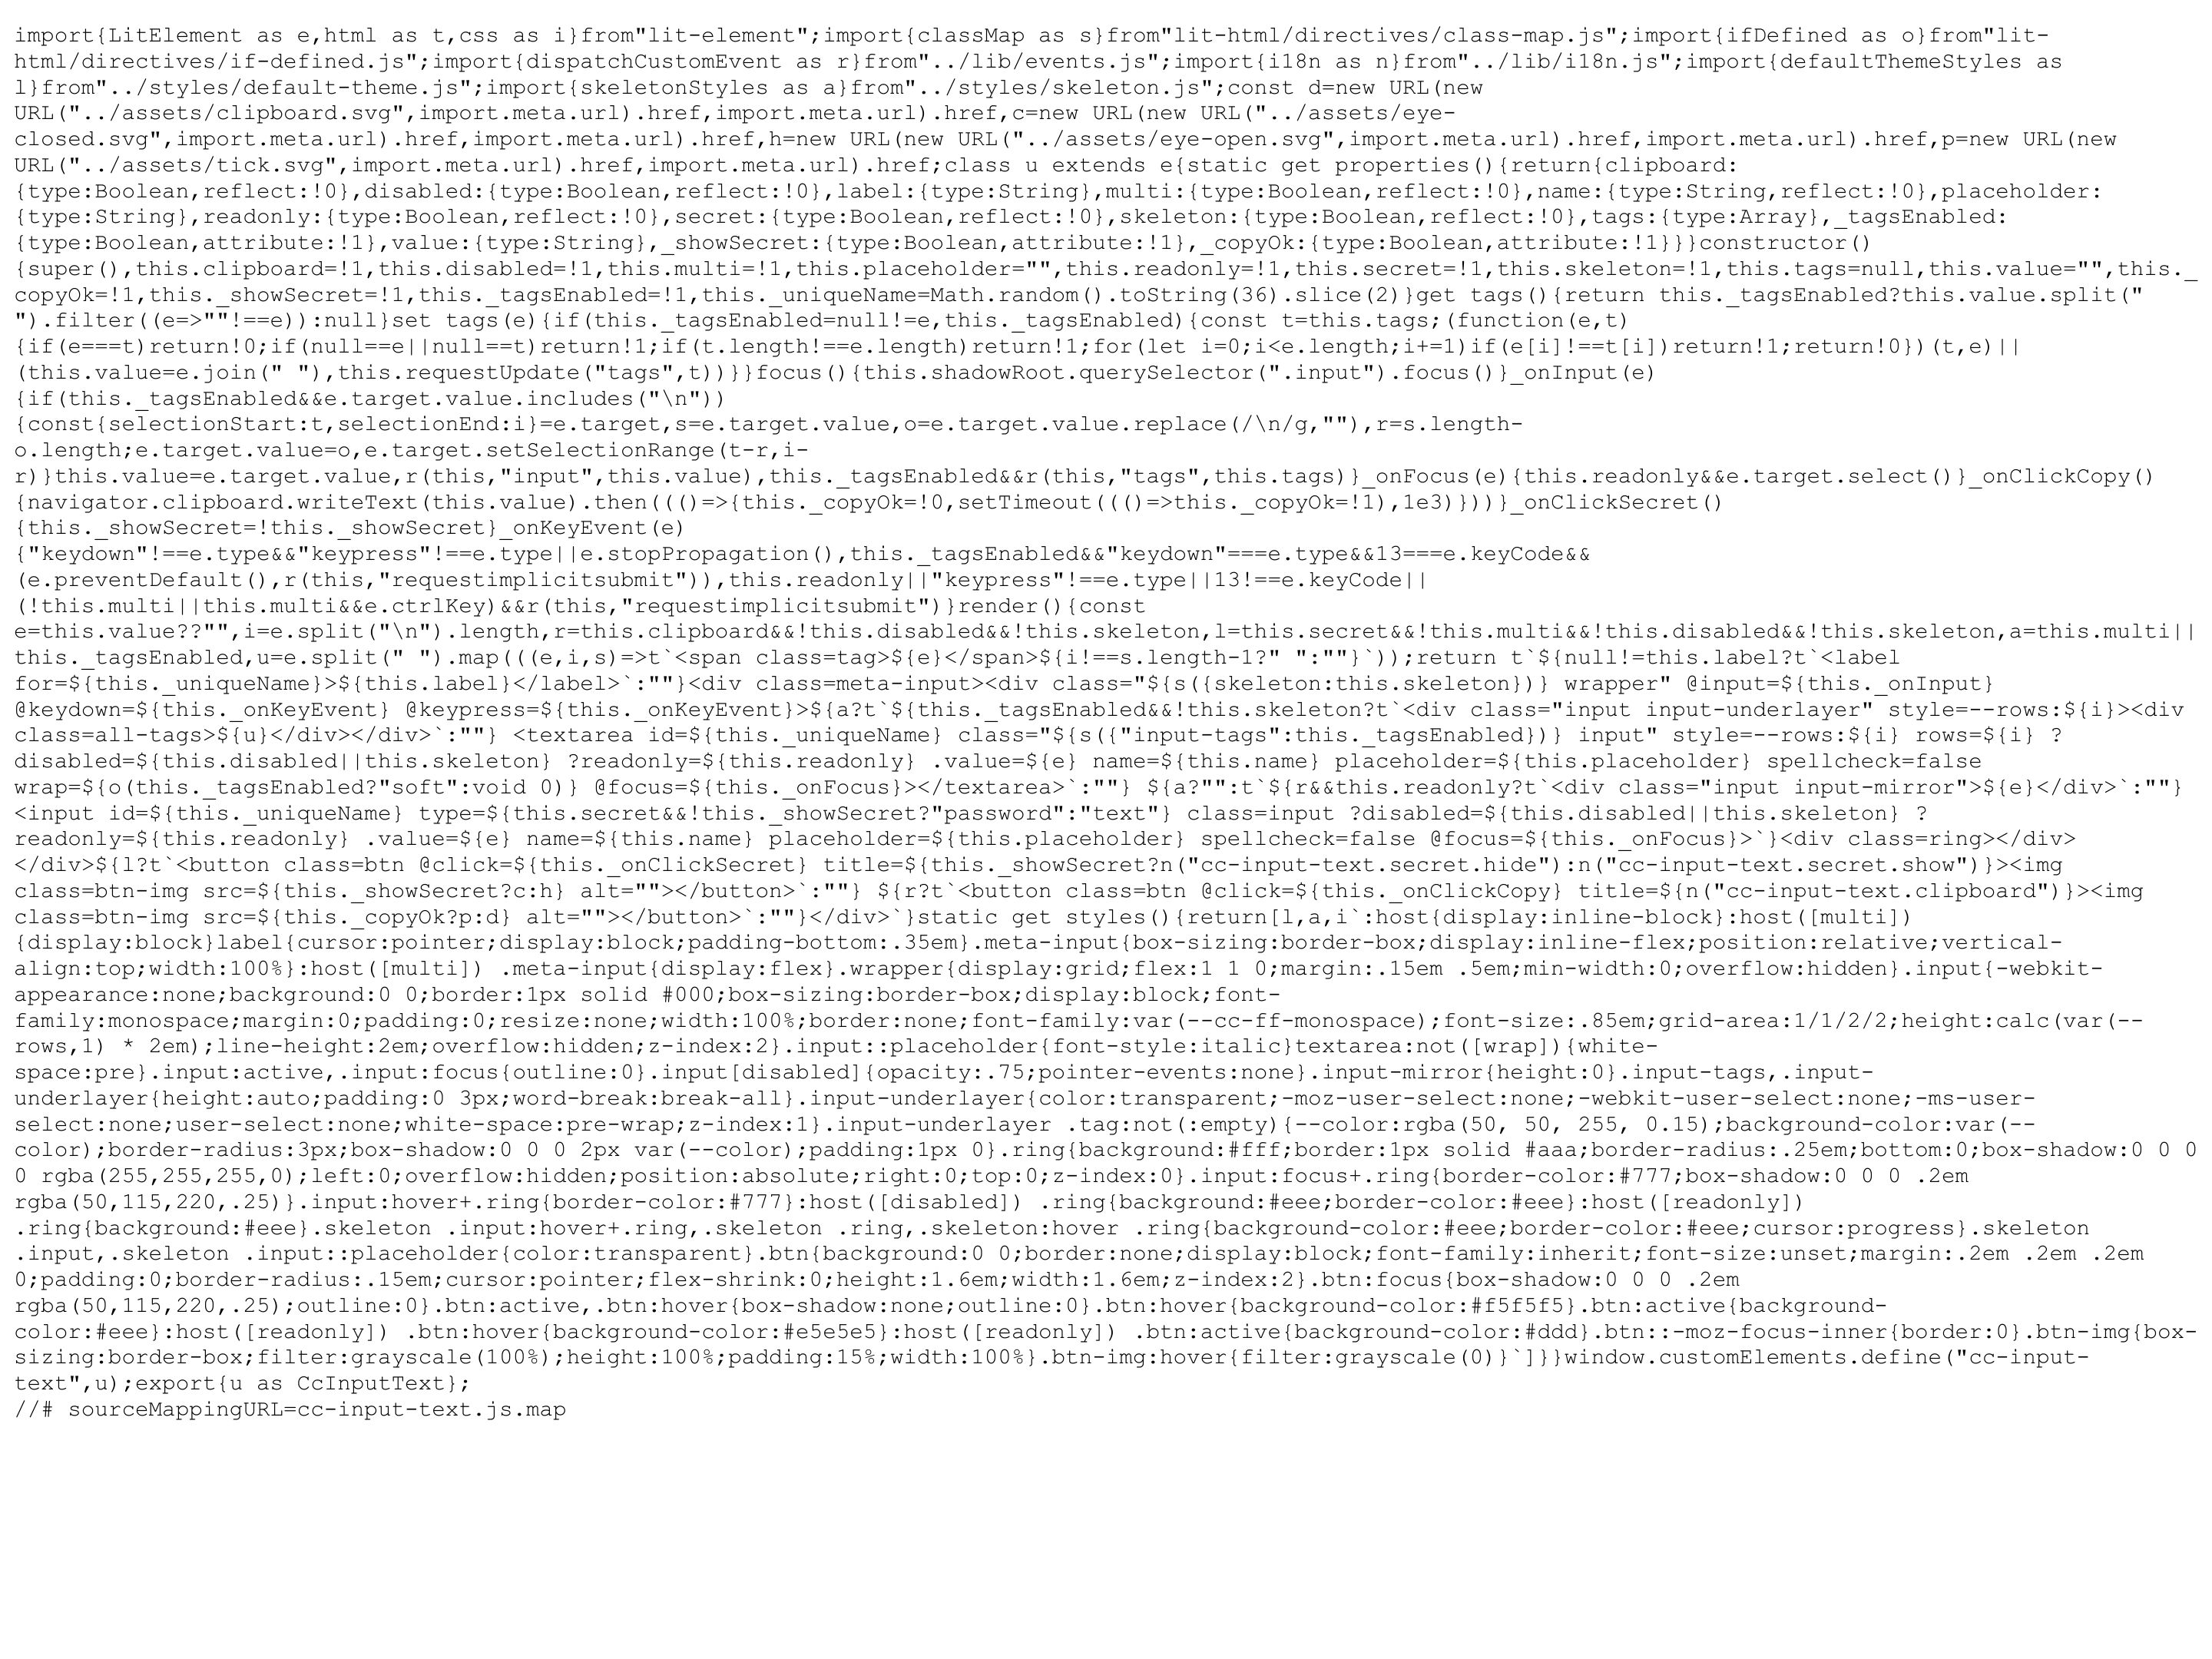 import{LitElement as e,html as t,css as i}from"lit-element";import{classMap as s}from"lit-html/directives/class-map.js";import{ifDefined as o}from"lit-
html/directives/if-defined.js";import{dispatchCustomEvent as r}from"../lib/events.js";import{i18n as n}from"../lib/i18n.js";import{defaultThemeStyles as
l}from"../styles/default-theme.js";import{skeletonStyles as a}from"../styles/skeleton.js";const d=new URL(new
URL("../assets/clipboard.svg",import.meta.url).href,import.meta.url).href,c=new URL(new URL("../assets/eye-
closed.svg",import.meta.url).href,import.meta.url).href,h=new URL(new URL("../assets/eye-open.svg",import.meta.url).href,import.meta.url).href,p=new URL(new
URL("../assets/tick.svg",import.meta.url).href,import.meta.url).href;class u extends e{static get properties(){return{clipboard:
{type:Boolean,reflect:!0},disabled:{type:Boolean,reflect:!0},label:{type:String},multi:{type:Boolean,reflect:!0},name:{type:String,reflect:!0},placeholder:
{type:String},readonly:{type:Boolean,reflect:!0},secret:{type:Boolean,reflect:!0},skeleton:{type:Boolean,reflect:!0},tags:{type:Array},_tagsEnabled:
{type:Boolean,attribute:!1},value:{type:String},_showSecret:{type:Boolean,attribute:!1},_copyOk:{type:Boolean,attribute:!1}}}constructor()
{super(),this.clipboard=!1,this.disabled=!1,this.multi=!1,this.placeholder="",this.readonly=!1,this.secret=!1,this.skeleton=!1,this.tags=null,this.value="",this._
copyOk=!1,this._showSecret=!1,this._tagsEnabled=!1,this._uniqueName=Math.random().toString(36).slice(2)}get tags(){return this._tagsEnabled?this.value.split("
").filter((e=>""!==e)):null}set tags(e){if(this._tagsEnabled=null!=e,this._tagsEnabled){const t=this.tags;(function(e,t)
{if(e===t)return!0;if(null==e||null==t)return!1;if(t.length!==e.length)return!1;for(let i=0;i<e.length;i+=1)if(e[i]!==t[i])return!1;return!0})(t,e)||
(this.value=e.join(" "),this.requestUpdate("tags",t))}}focus(){this.shadowRoot.querySelector(".input").focus()}_onInput(e)
{if(this._tagsEnabled&&e.target.value.includes("\n"))
{const{selectionStart:t,selectionEnd:i}=e.target,s=e.target.value,o=e.target.value.replace(/\n/g,""),r=s.length-
o.length;e.target.value=o,e.target.setSelectionRange(t-r,i-
r)}this.value=e.target.value,r(this,"input",this.value),this._tagsEnabled&&r(this,"tags",this.tags)}_onFocus(e){this.readonly&&e.target.select()}_onClickCopy()
{navigator.clipboard.writeText(this.value).then((()=>{this._copyOk=!0,setTimeout((()=>this._copyOk=!1),1e3)}))}_onClickSecret()
{this._showSecret=!this._showSecret}_onKeyEvent(e)
{"keydown"!==e.type&&"keypress"!==e.type||e.stopPropagation(),this._tagsEnabled&&"keydown"===e.type&&13===e.keyCode&&
(e.preventDefault(),r(this,"requestimplicitsubmit")),this.readonly||"keypress"!==e.type||13!==e.keyCode||
(!this.multi||this.multi&&e.ctrlKey)&&r(this,"requestimplicitsubmit")}render(){const
e=this.value??"",i=e.split("\n").length,r=this.clipboard&&!this.disabled&&!this.skeleton,l=this.secret&&!this.multi&&!this.disabled&&!this.skeleton,a=this.multi||
this._tagsEnabled,u=e.split(" ").map(((e,i,s)=>t`<span class=tag>${e}</span>${i!==s.length-1?" ":""}`));return t`${null!=this.label?t`<label
for=${this._uniqueName}>${this.label}</label>`:""}<div class=meta-input><div class="${s({skeleton:this.skeleton})} wrapper" @input=${this._onInput}
@keydown=${this._onKeyEvent} @keypress=${this._onKeyEvent}>${a?t`${this._tagsEnabled&&!this.skeleton?t`<div class="input input-underlayer" style=--rows:${i}><div
class=all-tags>${u}</div></div>`:""} <textarea id=${this._uniqueName} class="${s({"input-tags":this._tagsEnabled})} input" style=--rows:${i} rows=${i} ?
disabled=${this.disabled||this.skeleton} ?readonly=${this.readonly} .value=${e} name=${this.name} placeholder=${this.placeholder} spellcheck=false
wrap=${o(this._tagsEnabled?"soft":void 0)} @focus=${this._onFocus}></textarea>`:""} ${a?"":t`${r&&this.readonly?t`<div class="input input-mirror">${e}</div>`:""}
<input id=${this._uniqueName} type=${this.secret&&!this._showSecret?"password":"text"} class=input ?disabled=${this.disabled||this.skeleton} ?
readonly=${this.readonly} .value=${e} name=${this.name} placeholder=${this.placeholder} spellcheck=false @focus=${this._onFocus}>`}<div class=ring></div>
</div>${l?t`<button class=btn @click=${this._onClickSecret} title=${this._showSecret?n("cc-input-text.secret.hide"):n("cc-input-text.secret.show")}><img
class=btn-img src=${this._showSecret?c:h} alt=""></button>`:""} ${r?t`<button class=btn @click=${this._onClickCopy} title=${n("cc-input-text.clipboard")}><img
class=btn-img src=${this._copyOk?p:d} alt=""></button>`:""}</div>`}static get styles(){return[l,a,i`:host{display:inline-block}:host([multi])
{display:block}label{cursor:pointer;display:block;padding-bottom:.35em}.meta-input{box-sizing:border-box;display:inline-flex;position:relative;vertical-
align:top;width:100%}:host([multi]) .meta-input{display:flex}.wrapper{display:grid;flex:1 1 0;margin:.15em .5em;min-width:0;overflow:hidden}.input{-webkit-
appearance:none;background:0 0;border:1px solid #000;box-sizing:border-box;display:block;font-
family:monospace;margin:0;padding:0;resize:none;width:100%;border:none;font-family:var(--cc-ff-monospace);font-size:.85em;grid-area:1/1/2/2;height:calc(var(--
rows,1) * 2em);line-height:2em;overflow:hidden;z-index:2}.input::placeholder{font-style:italic}textarea:not([wrap]){white-
space:pre}.input:active,.input:focus{outline:0}.input[disabled]{opacity:.75;pointer-events:none}.input-mirror{height:0}.input-tags,.input-
underlayer{height:auto;padding:0 3px;word-break:break-all}.input-underlayer{color:transparent;-moz-user-select:none;-webkit-user-select:none;-ms-user-
select:none;user-select:none;white-space:pre-wrap;z-index:1}.input-underlayer .tag:not(:empty){--color:rgba(50, 50, 255, 0.15);background-color:var(--
color);border-radius:3px;box-shadow:0 0 0 2px var(--color);padding:1px 0}.ring{background:#fff;border:1px solid #aaa;border-radius:.25em;bottom:0;box-shadow:0 0 0
0 rgba(255,255,255,0);left:0;overflow:hidden;position:absolute;right:0;top:0;z-index:0}.input:focus+.ring{border-color:#777;box-shadow:0 0 0 .2em
rgba(50,115,220,.25)}.input:hover+.ring{border-color:#777}:host([disabled]) .ring{background:#eee;border-color:#eee}:host([readonly])
.ring{background:#eee}.skeleton .input:hover+.ring,.skeleton .ring,.skeleton:hover .ring{background-color:#eee;border-color:#eee;cursor:progress}.skeleton
.input,.skeleton .input::placeholder{color:transparent}.btn{background:0 0;border:none;display:block;font-family:inherit;font-size:unset;margin:.2em .2em .2em
0;padding:0;border-radius:.15em;cursor:pointer;flex-shrink:0;height:1.6em;width:1.6em;z-index:2}.btn:focus{box-shadow:0 0 0 .2em
rgba(50,115,220,.25);outline:0}.btn:active,.btn:hover{box-shadow:none;outline:0}.btn:hover{background-color:#f5f5f5}.btn:active{background-
color:#eee}:host([readonly]) .btn:hover{background-color:#e5e5e5}:host([readonly]) .btn:active{background-color:#ddd}.btn::-moz-focus-inner{border:0}.btn-img{box-
sizing:border-box;filter:grayscale(100%);height:100%;padding:15%;width:100%}.btn-img:hover{filter:grayscale(0)}`]}}window.customElements.define("cc-input-
text",u);export{u as CcInputText};
//# sourceMappingURL=cc-input-text.js.map